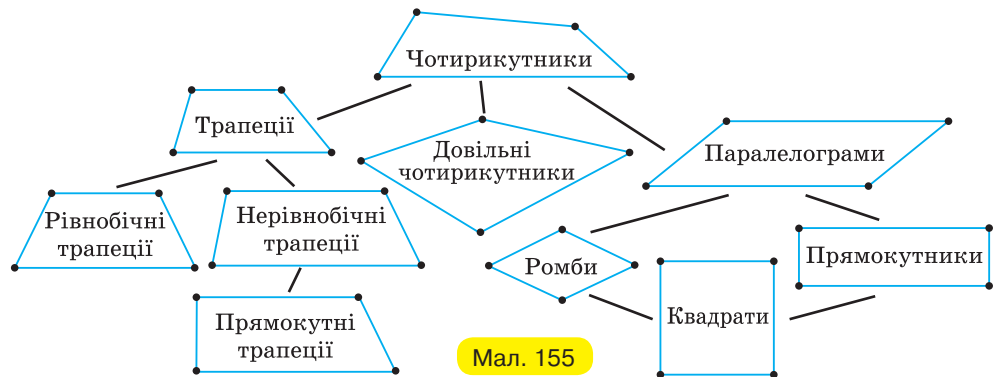 Чотирикутники
Трапеції
Довільні
чотирикутники
Паралелограми
Рівнобічні
трапеції
Нерівнобічні
трапеції
Ромби
Прямокутники
Прямокутні
трапеції
Квадрати
Мал. 155